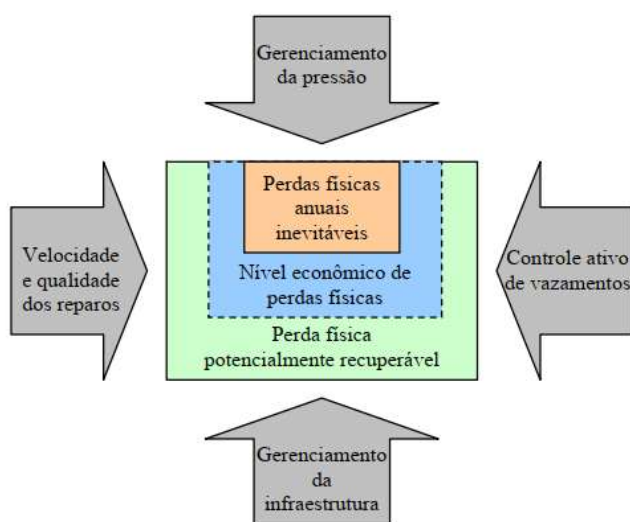 Gerenciamento
da pressão
Perdas físicas
anuais
inevitáveis
Velocidade
e qualidade
dos reparos
Nível econômico de
perdas físicas
Controle ativo
de vazamentos
Perda física
potencialmente recuperável
Gerenciamento
da
infraestrutura